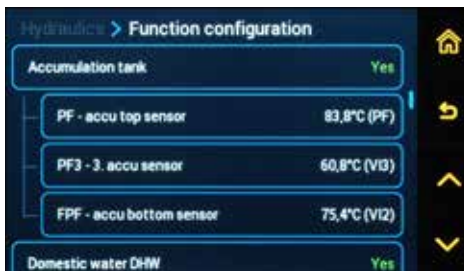 Hydraulics > Function configuration
Accumulation tank Yes
PF - accu top sensor 83,8°C (PF)
PF3 - 3. accu sensor 60,8°C (VI3)
FPF - accu bottom sensor 75,4°C (VI2)
Domestic water DHW Yes